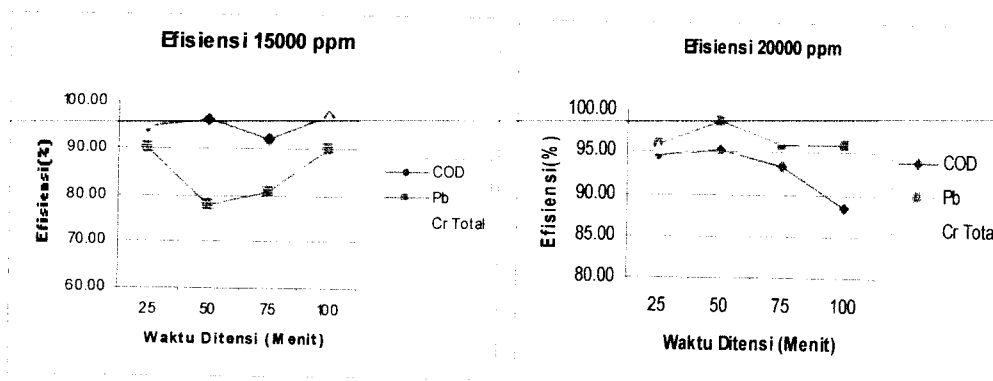 Efisiensi 15000 ppm
100.00
90.00
80.00
70.00
60.00
Efisiensi(%)
25 50 75 100
Waktu Ditensi (Menit)
COD
Pb
Cr Total
Efisiensi 20000 ppm
100.00
95.00
90.00
85.00
80.00
Efisiensi(%)
25 50 75 100
Waktu Ditensi (Menit)
COD
Pb
Cr Tota